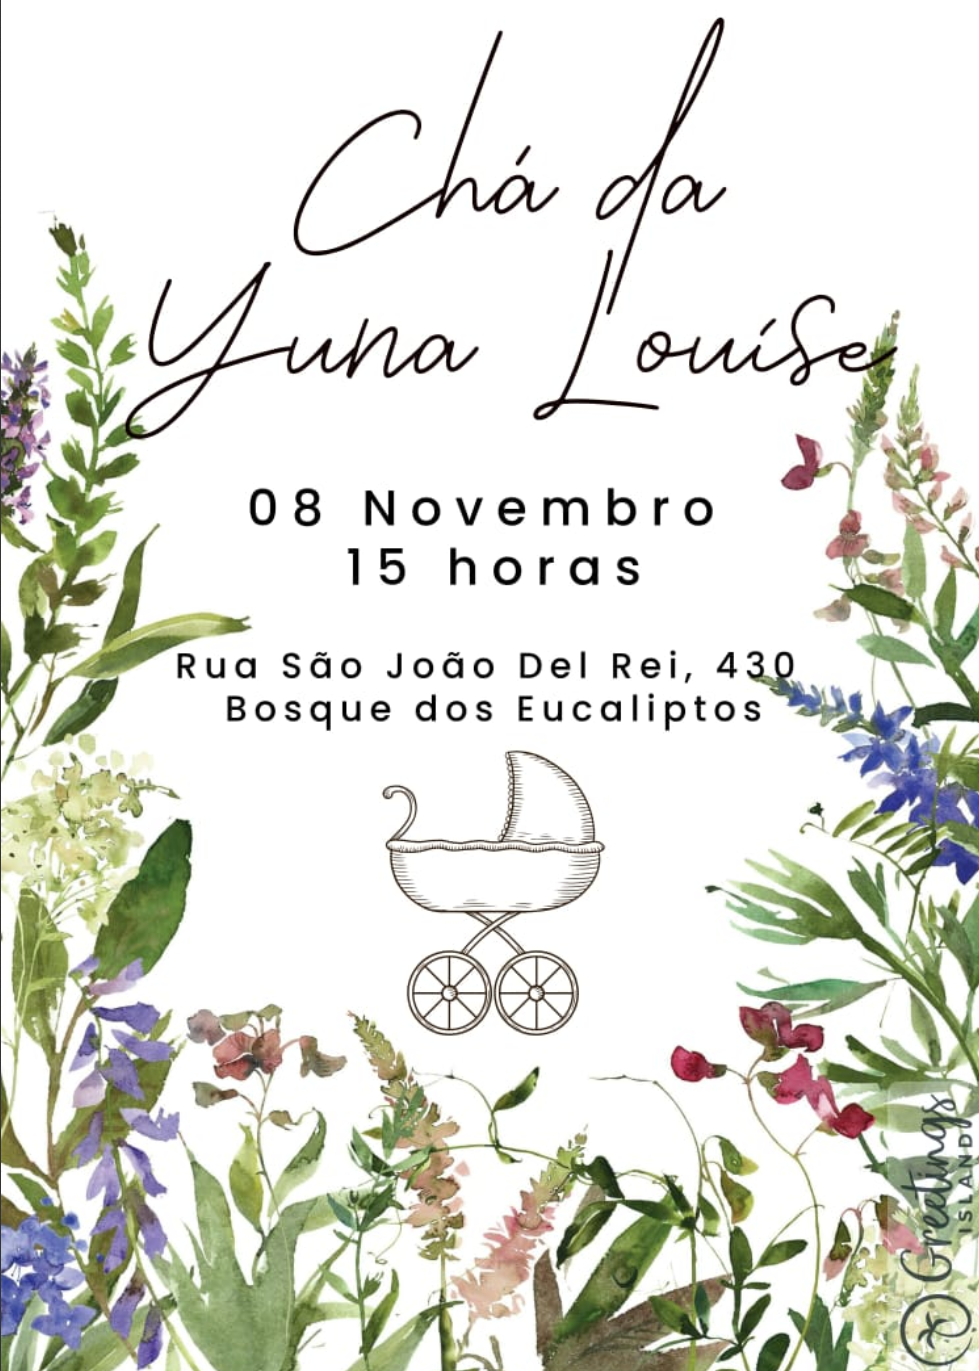 Chá da
Yuna Louise
08 Novembro
15 horas
Rua São João Del Rei, 430
Bosque dos Eucaliptos
Greetings
ISLAND